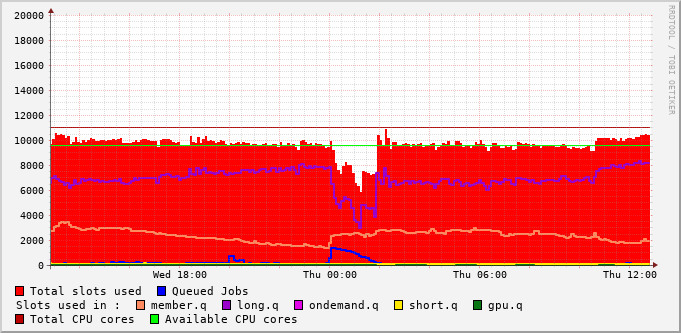 20000
18000
16000
14000
12000
10000
8000
6000
4000
2000
0
Wed 18:00 Thu 00:00 Thu 06:00 Thu 12:00
Total slots used Queued Jobs
Slots used in : member.q long.q ondemand.q short.q gpu.q
Total CPU cores Available CPU cores
RRDTOOL / TOBI OETIKER